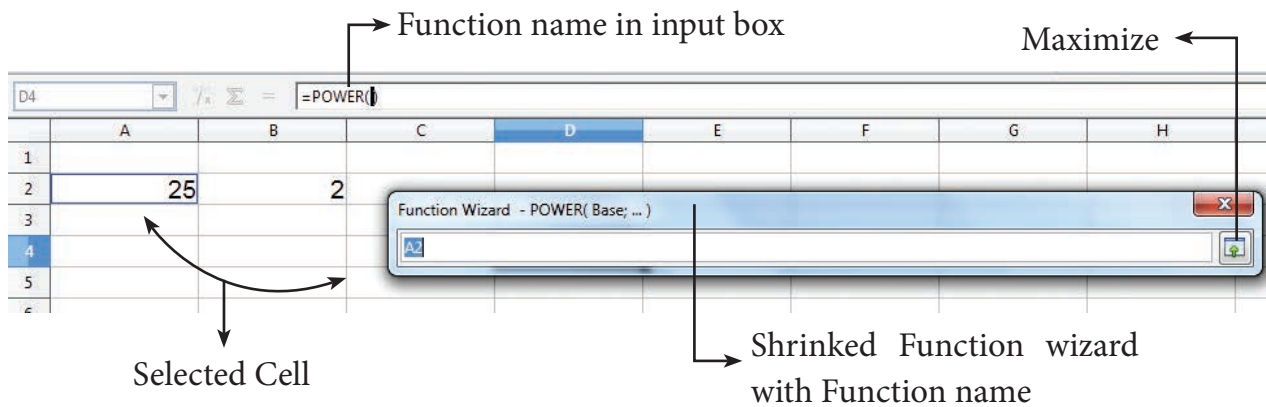 Function name in input box
Maximize
D4 =POWER()
A B C D E F G H
1
2 25 2
Function Wizard - POWER( Base; ... )
3
A2
4
5
6
Shrinked Function wizard
with Function name
Selected Cell